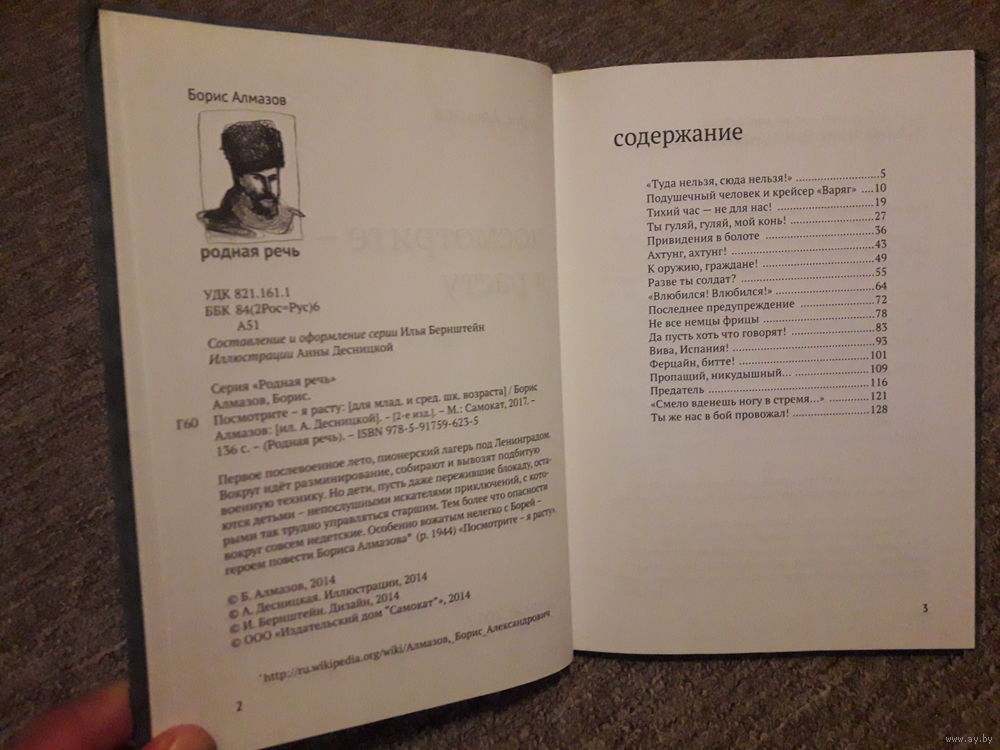 Борис Алмазов
родная речь
УДК 821.161.1
ББК 84(2Рос=Рус)6
А51
Составление и оформление серии Илья Бернштейн
Иллюстрации Анны Десницкой
Серия «Родная речь»
Алмазов, Борис.
Г60 Посмотрите – я расту: [для млад. и сред. шк. возраста] / Борис
Алмазов: [ил. А. Десницкой]. – [2-е изд.]. – М.: Самокат, 2017. –
136 с. – (Родная речь). – ISBN 978-5-91759-623-5
Первое послевоенное лето, пионерский лагерь под Ленинградом.
Вокруг идёт разминирование, собирают и вывозят подбитую
военную технику. Но дети, пусть даже пережившие блокаду, оста-
ются детьми – непослушными искателями приключений, с кото-
рыми так трудно управляться старшим. Тем более что опасности
вокруг совсем недетские. Особенно вожатым нелегко с Борей –
героем повести Бориса Алмазова* (р. 1944) «Посмотрите – я расту».
© Б. Алмазов, 2014
© А. Десницкая. Иллюстрации, 2014
© И. Бернштейн. Дизайн, 2014
© ООО «Издательский дом "Самокат"», 2014
* http://ru.wikipedia.org/wiki/Алмазов,_Борис_Александрович
2
содержание
«Туда нельзя, сюда нельзя!» ..........................5
Подушечный человек и крейсер «Варяг» ....10
Тихий час — не для нас! ..............................19
Ты гуляй, гуляй, мой конь! ..........................27
Привидения в болоте ..................................36
Ахтунг, ахтунг! ............................................43
К оружию, граждане! ...................................49
Разве ты солдат? ..........................................55
«Влюбился! Влюбился!» ..............................64
Последнее предупреждение ........................72
Не все немцы фрицы ...................................78
Да пусть хоть что говорят! ...........................83
Вива, Испания! .............................................93
Ферцайн, битте! .........................................101
Пропащий, никудышный… .......................109
Предатель ...................................................116
«Смело вденешь ногу в стремя…» .............121
Ты же нас в бой провожал! ........................128
3
www.ay.by